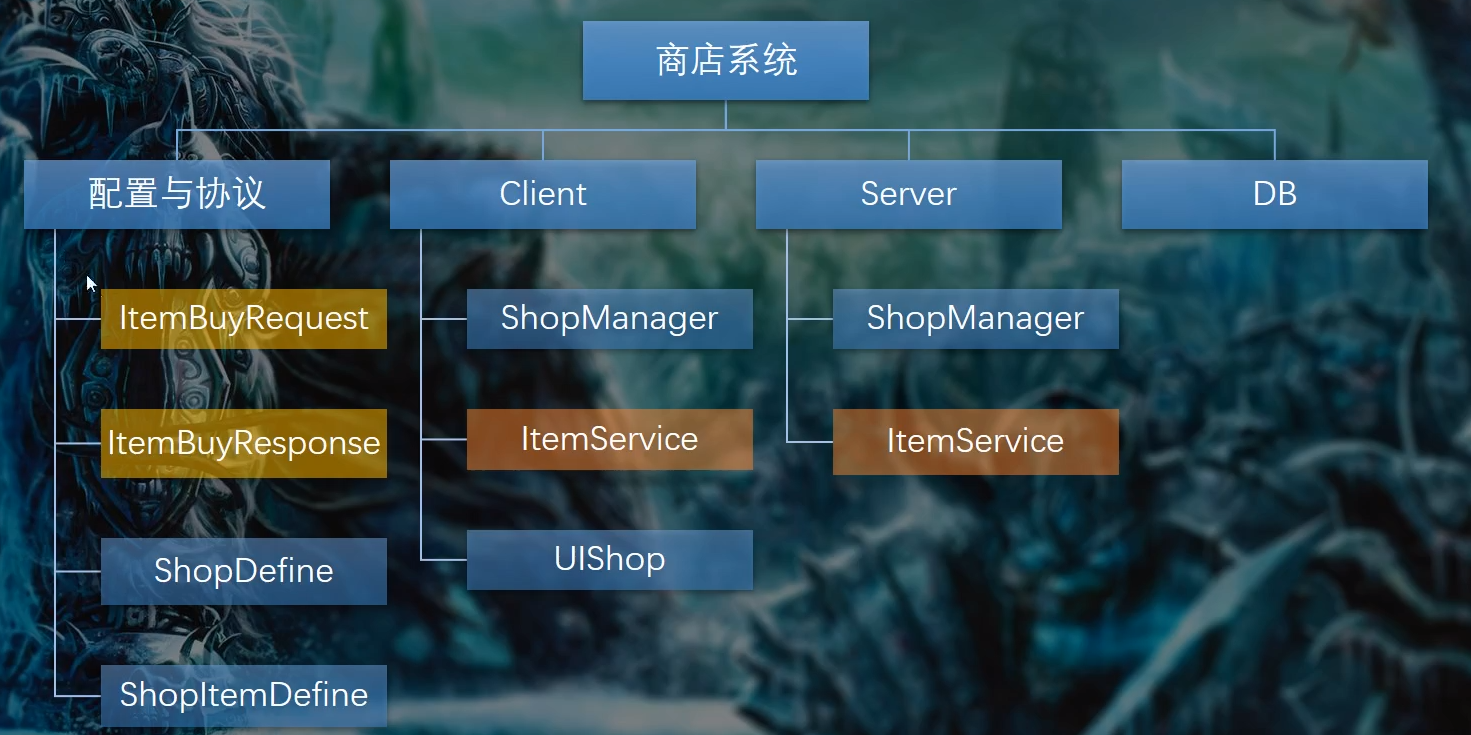 商店系统
配置与协议
Client
Server
DB
ItemBuyRequest
ShopManager
ShopManager
ItemBuyResponse
ItemService
ItemService
ShopDefine
UIShop
ShopItemDefine